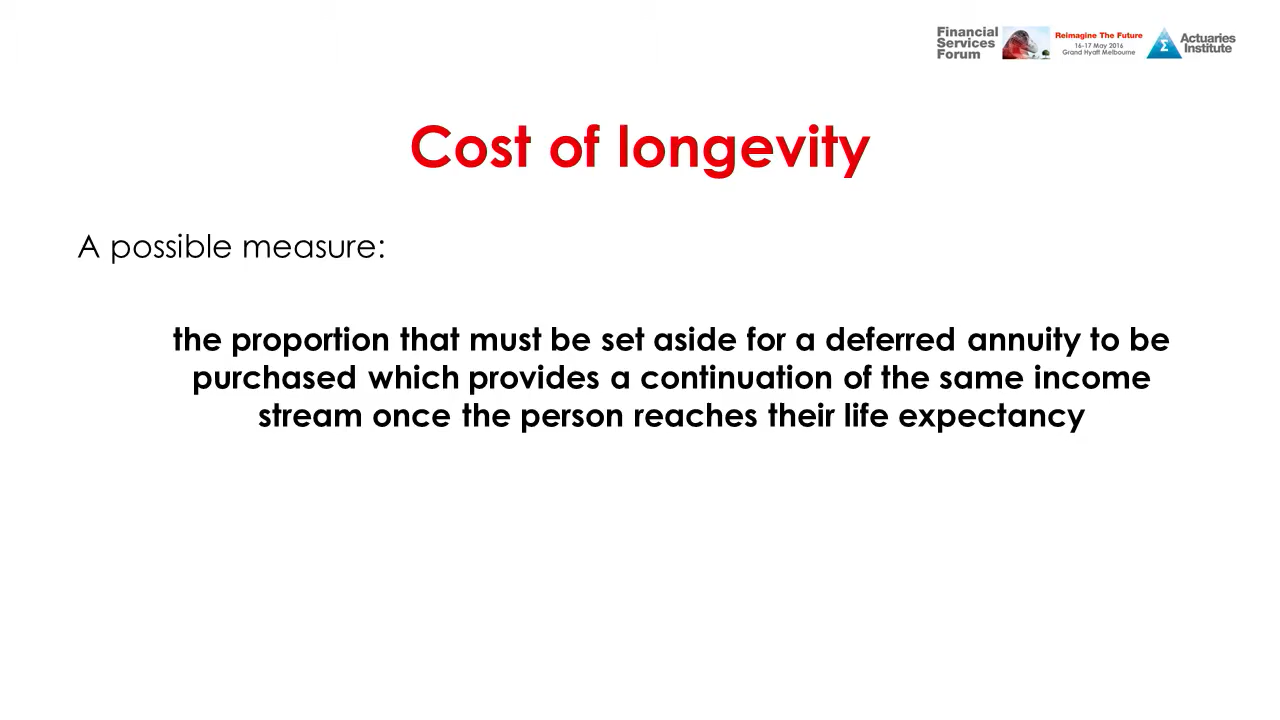 Financial
Services
Forum
Reimagine The Future
16-17 May 2016
Grand Hyatt Melbourne
Σ
Actuaries
Institute
Cost of longevity
A possible measure:
the proportion that must be set aside for a deferred annuity to be
purchased which provides a continuation of the same income
stream once the person reaches their life expectancy